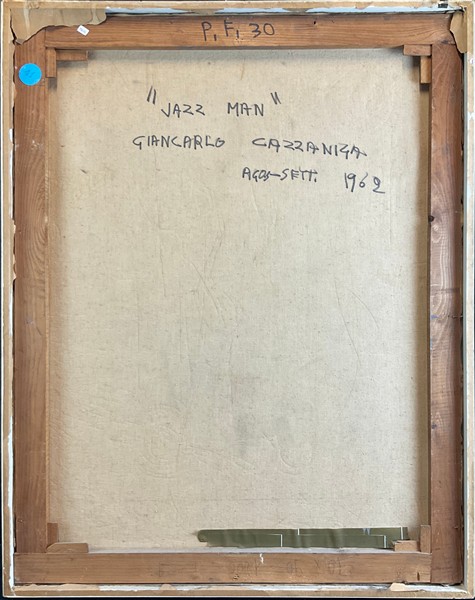 P, F, 30
"JAZZ MAN"
GIANCARLO CAZZANIGA
AGOS-SETT. 1962